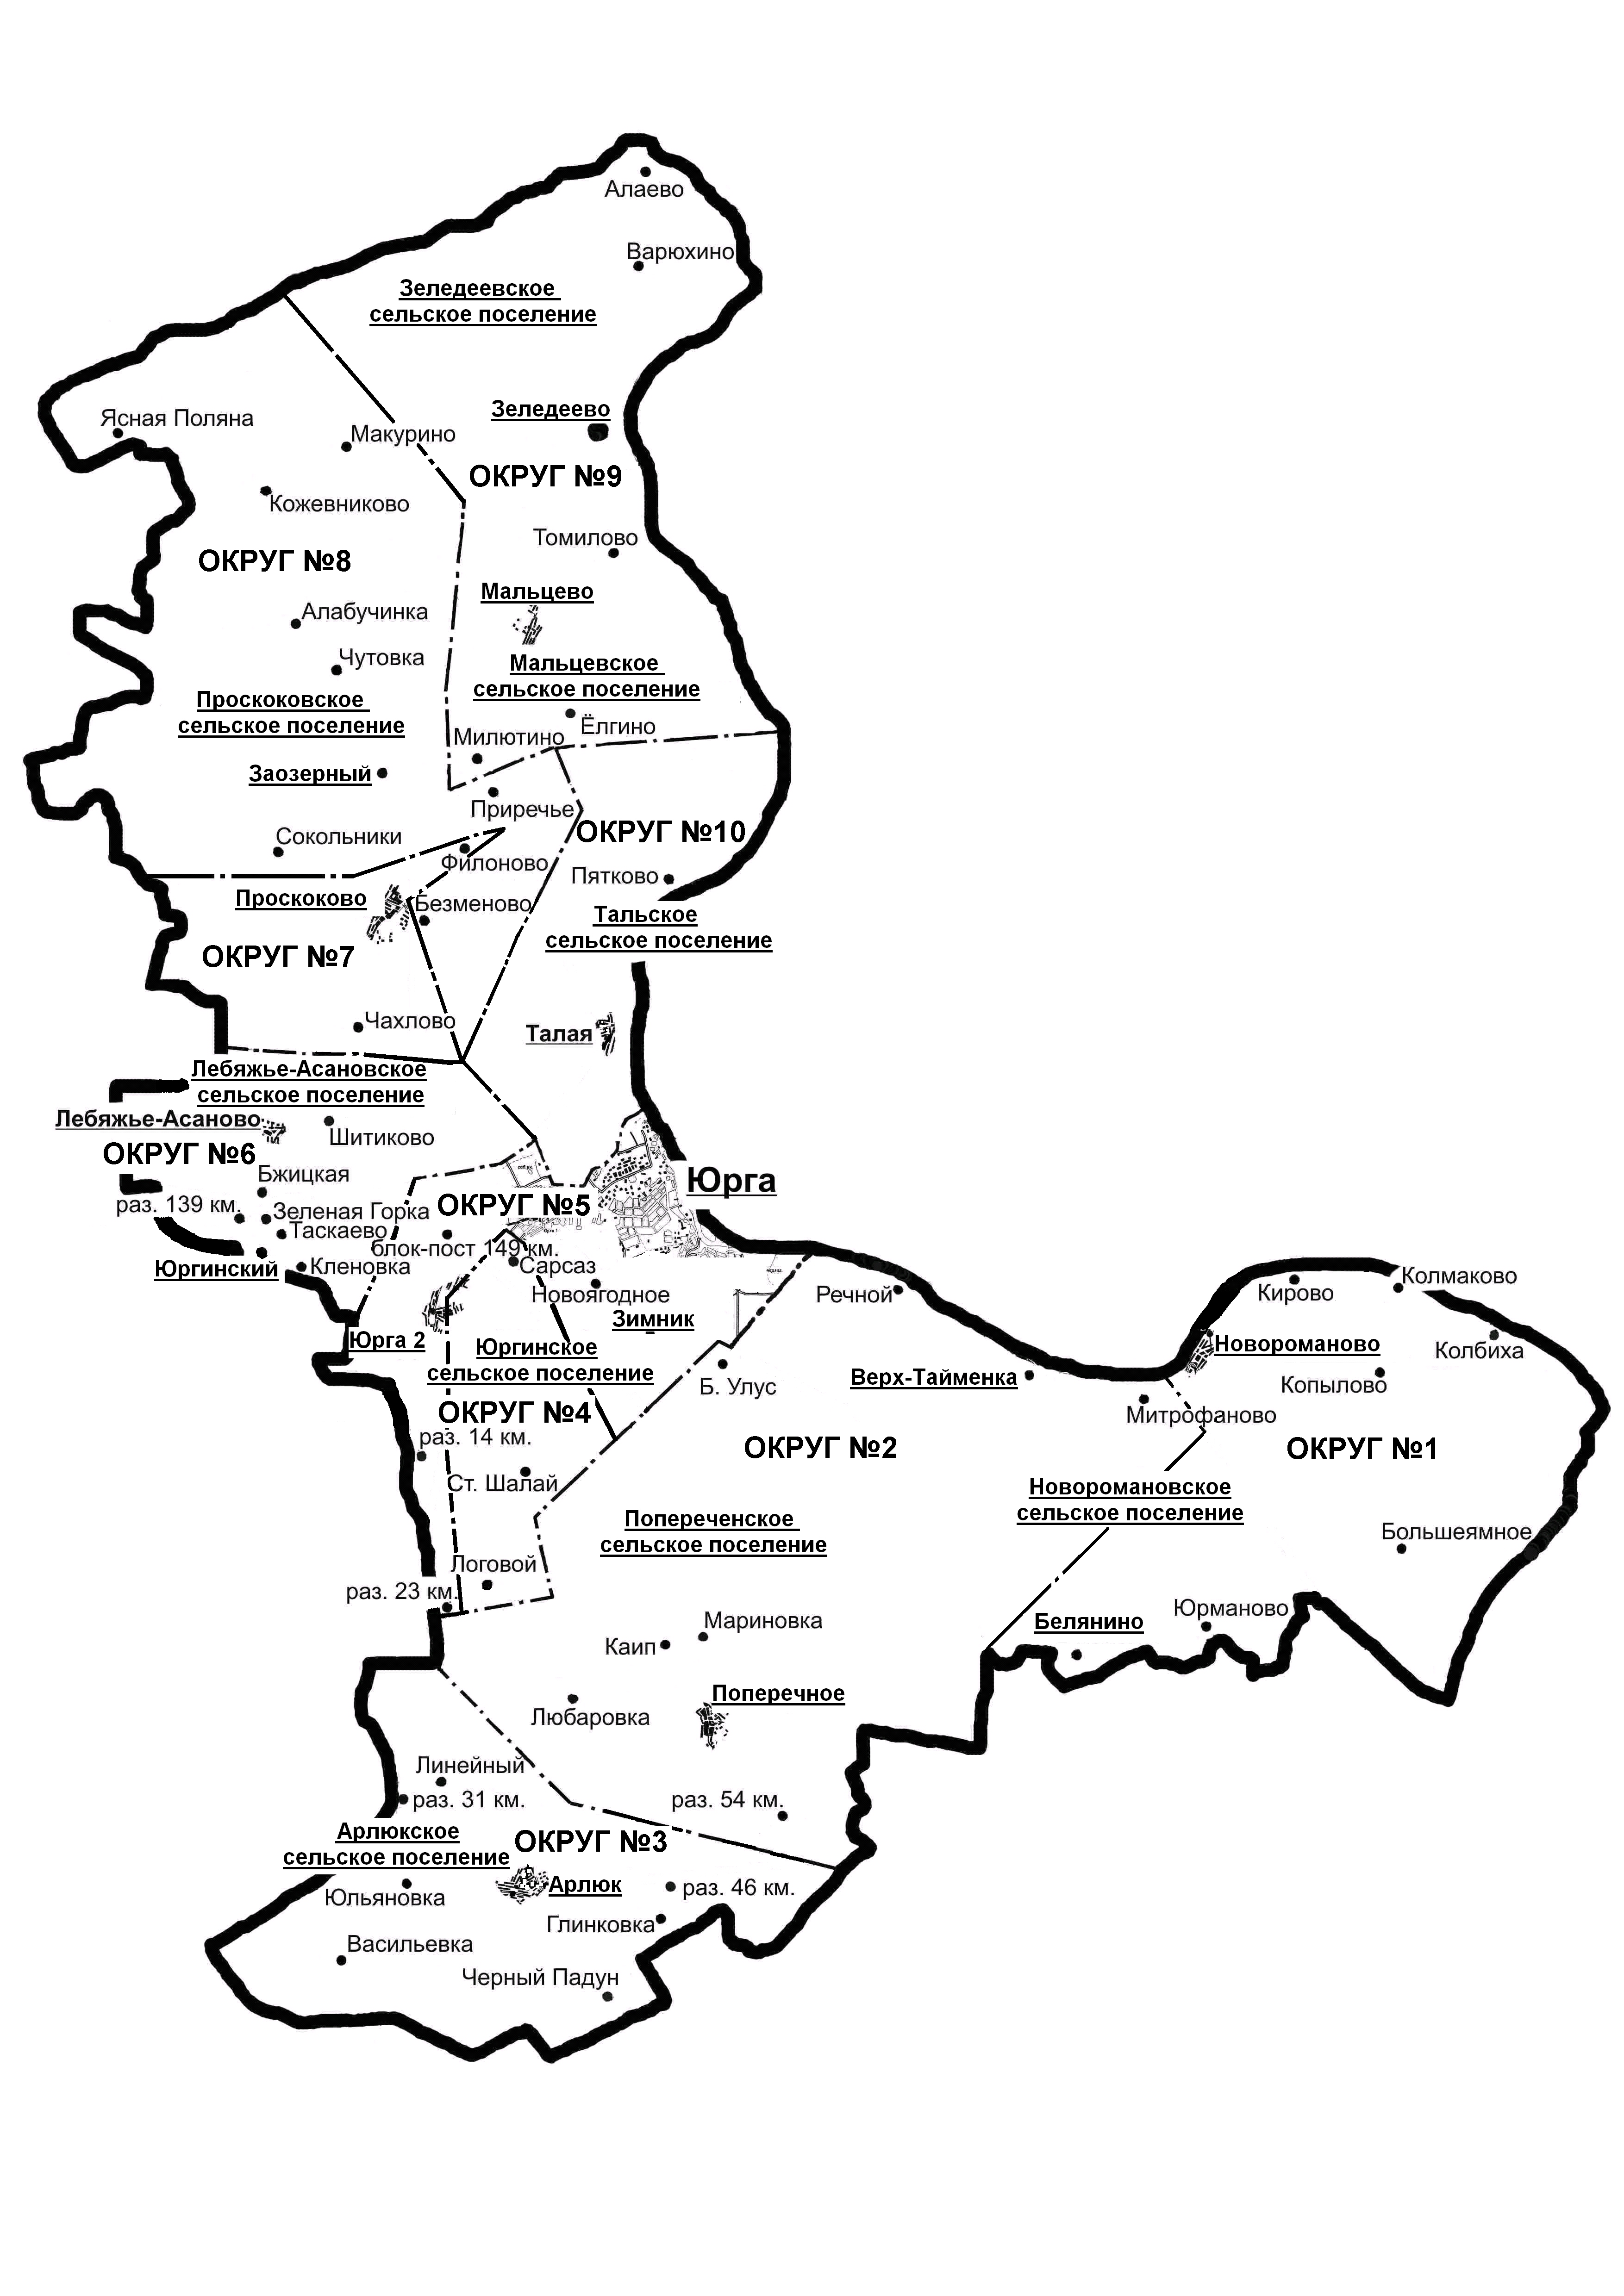 Алаево
Варюхино
Зеледеевское
сельское поселение
Зеледеево
Ясная Поляна
Макурино
ОКРУГ №9
Кожевниково
Томилово
ОКРУГ №8
Мальцево
Алабучинка
Чутовка
Мальцевское
сельское поселение
Проскоковское
сельское поселение
Ёлгино
Милютино
Заозерный
Приречье
ОКРУГ №10
Сокольники
Филоново
Пятково
Проскоково
Безменово
Тальское
сельское поселение
ОКРУГ №7
Чахлово
Талая
Лебяжье-Асановское
сельское поселение
Лебяжье-Асаново
Шитиково
ОКРУГ №6
Бжицкая
Юрга
раз. 139 км.
Зеленая Горка
ОКРУГ №5
Таскаево
блок-пост 149 км.
Юргинский
Кленовка
Сарсаз
Новоягодное
Речной
Кирово
Колмаково
Зимник
Юрга 2
Юргинское
сельское поселение
Новороманово
Колбиха
Б. Улус
Верх-Тайменка
Копылово
ОКРУГ №4
Митрофаново
раз. 14 км.
ОКРУГ №2
ОКРУГ №1
Ст. Шалай
Новоромановское
сельское поселение
Попереченское
сельское поселение
Большеямное
Логовой
раз. 23 км.
Мариновка
Каип
Белянино
Юрманово
Поперечное
Любаровка
Линейный
раз. 31 км.
раз. 54 км.
Арлюкское
сельское поселение
ОКРУГ №3
Арлюк
раз. 46 км.
Юльяновка
Глинковка
Васильевка
Черный Падун